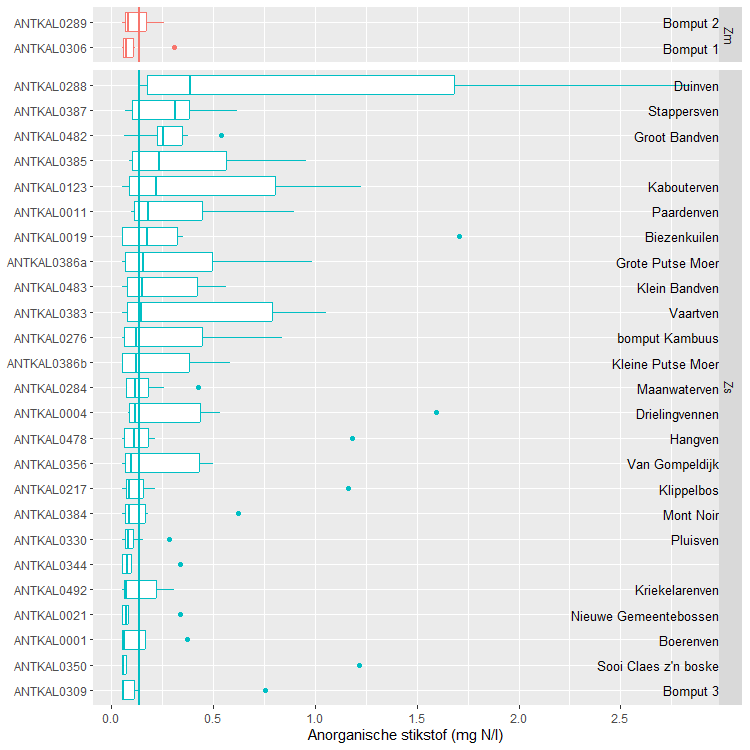 ANTKAL0289 Bomput 2
ANTKAL0306 Bomput 1
Zm
ANTKAL0288 Duinven
ANTKAL0387 Stappersven
ANTKAL0482 Groot Bandven
ANTKAL0385
ANTKAL0123 Kabouterven
ANTKAL0011 Paardenven
ANTKAL0019 Biezenkuilen
ANTKAL0386a Grote Putse Moer
ANTKAL0483 Klein Bandven
ANTKAL0383 Vaartven
ANTKAL0276 bomput Kambuus
ANTKAL0386b Kleine Putse Moer
ANTKAL0284 Maanwaterven
ANTKAL0004 Drielingvennen
ANTKAL0478 Hangven
ANTKAL0356 Van Gompeldijk
ANTKAL0217 Klippelbos
ANTKAL0384 Mont Noir
ANTKAL0330 Pluisven
ANTKAL0344
ANTKAL0492 Kriekelarenven
ANTKAL0021 Nieuwe Gemeentebossen
ANTKAL0001 Boerenven
ANTKAL0350 Sooi Claes z'n boske
ANTKAL0309 Bomput 3
Zs
0.0 0.5 1.0 1.5 2.0 2.5
Anorganische stikstof (mg N/l)